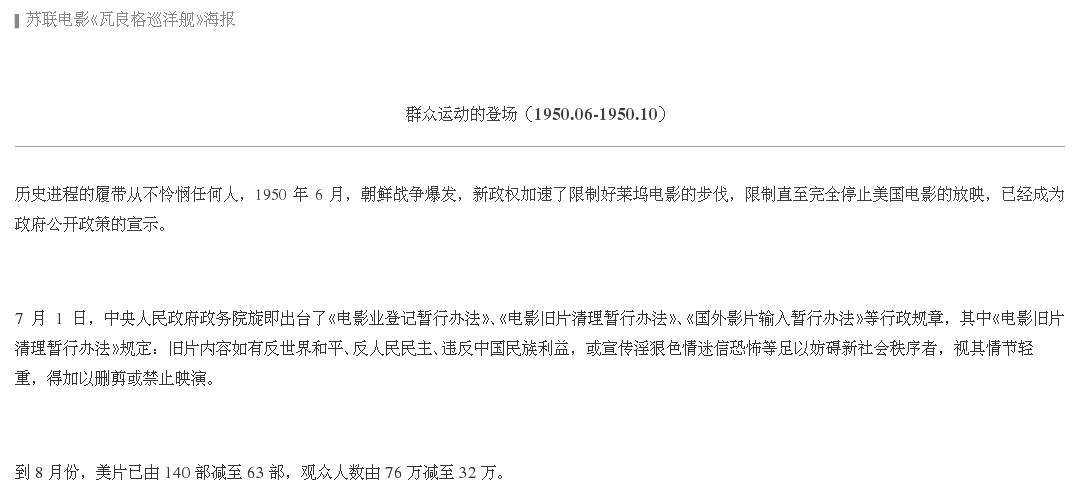 苏联电影《瓦良格巡洋舰》海报
群众运动的登场（1950.06-1950.10）
历史进程的履带从不怜悯任何人，1950 年 6 月，朝鲜战争爆发，新政权加速了限制好莱坞电影的步伐，限制直至完全停止美国电影的放映，已经成为
政府公开政策的宣示。
7 月 1 日，中央人民政府政务院旋即出台了《电影业登记暂行办法》、《电影旧片清理暂行办法》、《国外影片输入暂行办法》等行政规章，其中《电影旧片
清理暂行办法》规定：旧片内容如有反世界和平、反人民民主、违反中国民族利益，或宣传淫狠色情迷信恐怖等足以妨碍新社会秩序者，视其情节轻
重，得加以删剪或禁止映演。
到 8 月份，美片已由 140 部减至 63 部，观众人数由 76 万减至 32 万。